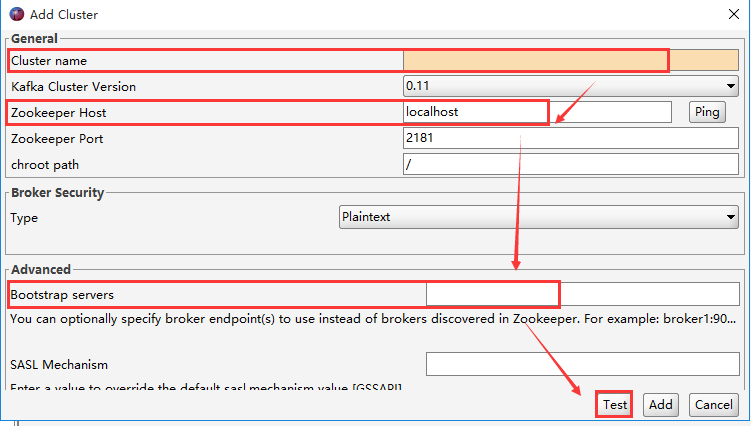 Add Cluster
General
Cluster name
Kafka Cluster Version 0.11
Zookeeper Host localhost Ping
Zookeeper Port 2181
chroot path /
Broker Security
Type Plaintext
Advanced
Bootstrap servers
You can optionally specify broker endpoint(s) to use instead of brokers discovered in Zookeeper. For example: broker1:90...
SASL Mechanism
Enter a value to override the default sasl.mechanism value [GSSAPI]
Test Add Cancel